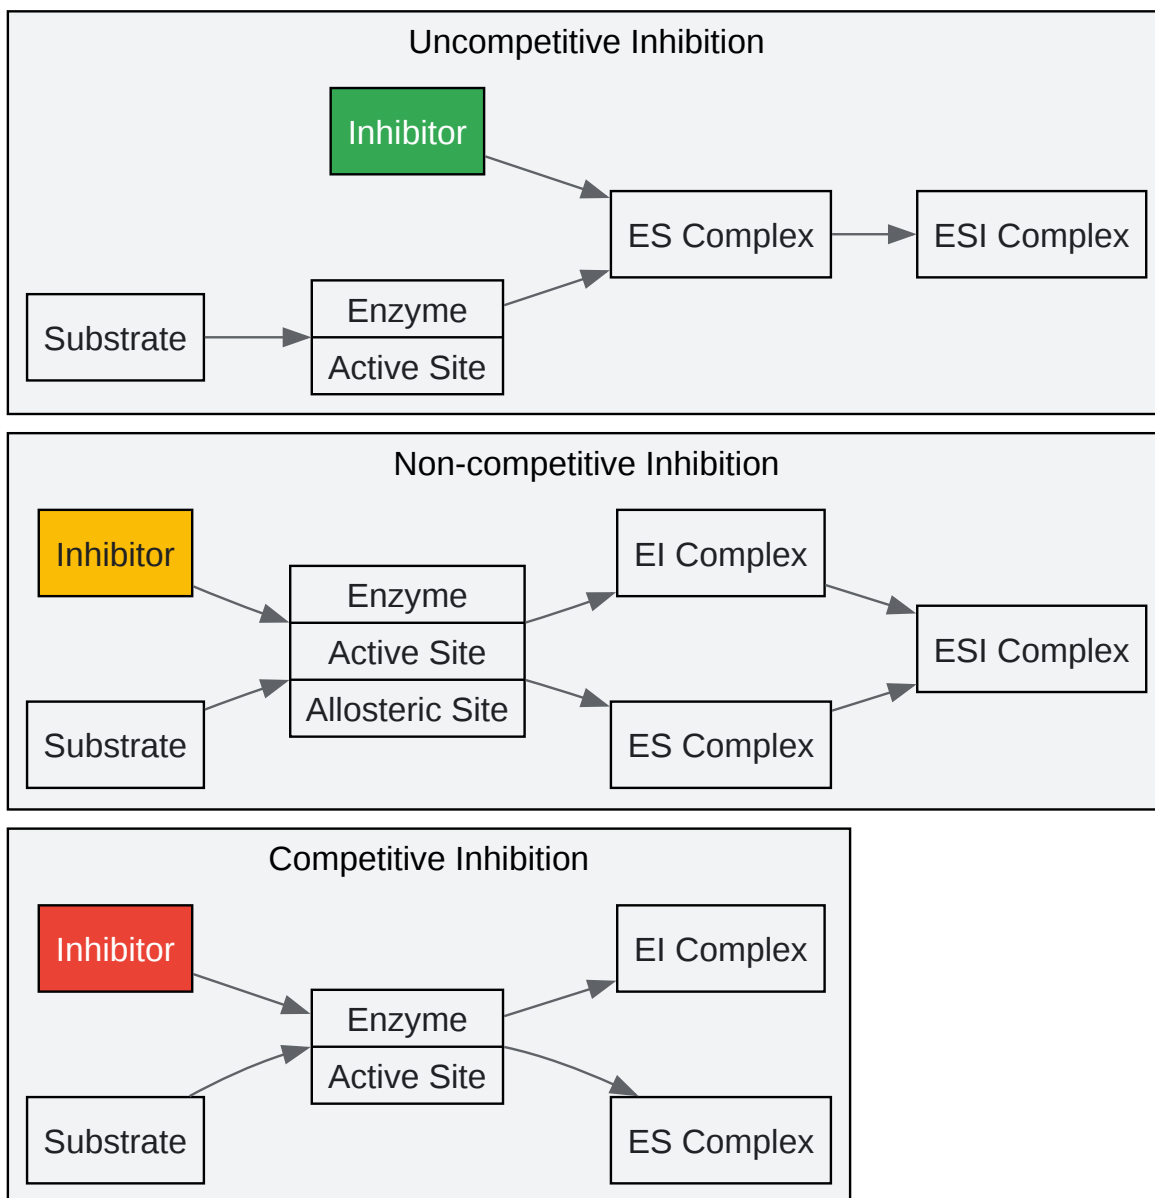 Uncompetitive Inhibition
Inhibitor
ES Complex
ESI Complex
Substrate
Enzyme
Active Site
Non-competitive Inhibition
Inhibitor
Substrate
Enzyme
Active Site
Allosteric Site
EI Complex
ES Complex
ESI Complex
Competitive Inhibition
Inhibitor
Substrate
Enzyme
Active Site
EI Complex
ES Complex